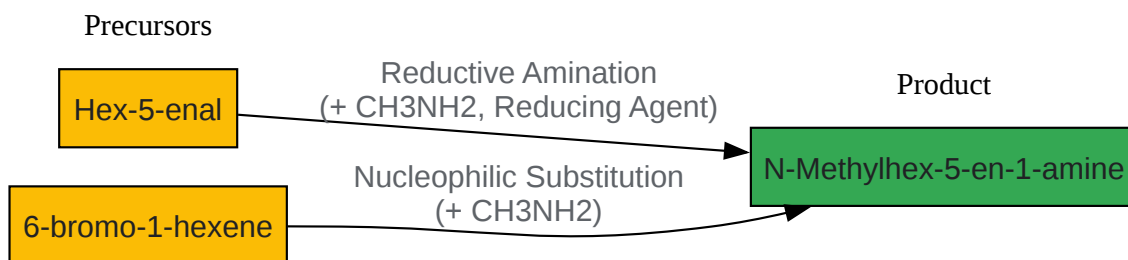 Precursors
Hex-5-enal
Reductive Amination
(+ CH3NH2, Reducing Agent)
Product
N-Methylhex-5-en-1-amine
6-bromo-1-hexene
Nucleophilic Substitution
(+ CH3NH2)